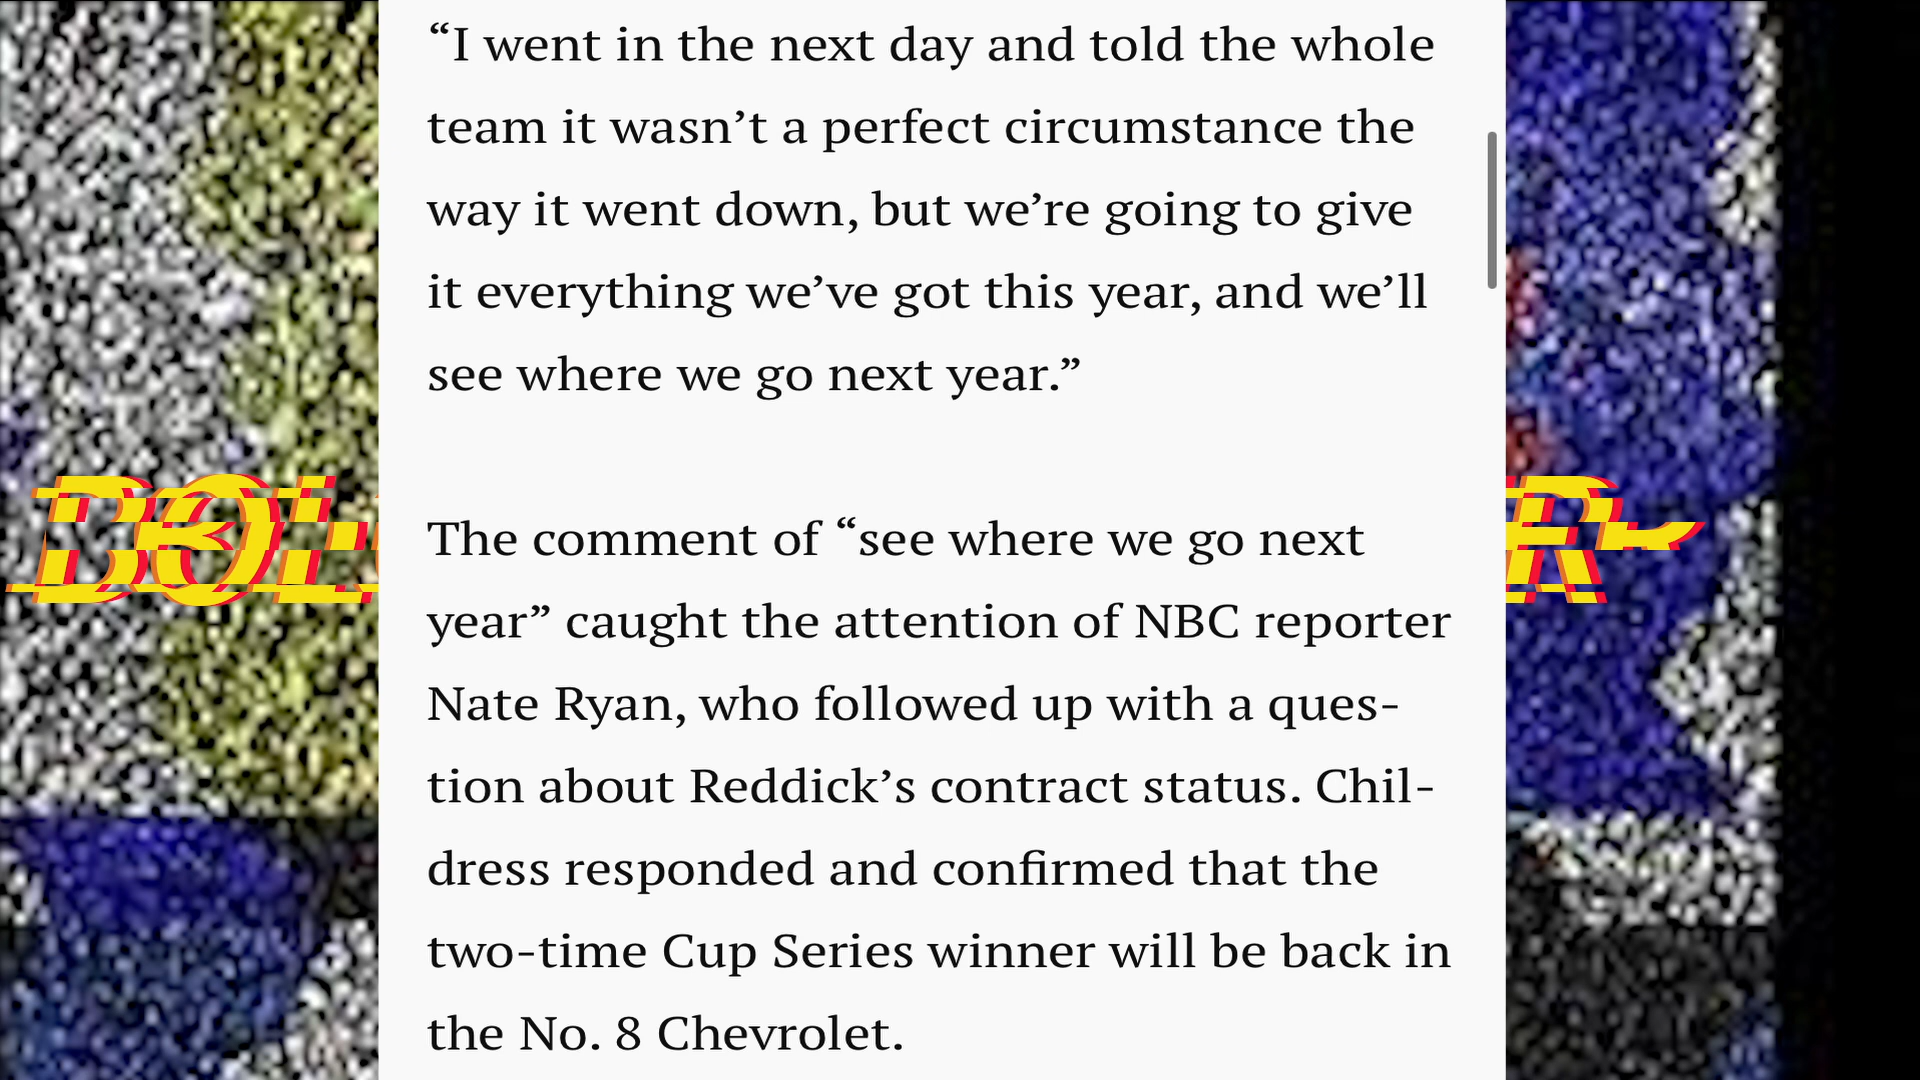 “I went in the next day and told the whole
team it wasn’t a perfect circumstance the
way it went down, but we’re going to give
it everything we’ve got this year, and we’ll
see where we go next year.”
The comment of “see where we go next
year” caught the attention of NBC reporter
Nate Ryan, who followed up with a ques-
tion about Reddick’s contract status. Chil-
dress responded and confirmed that the
two-time Cup Series winner will be back in
the No. 8 Chevrolet.